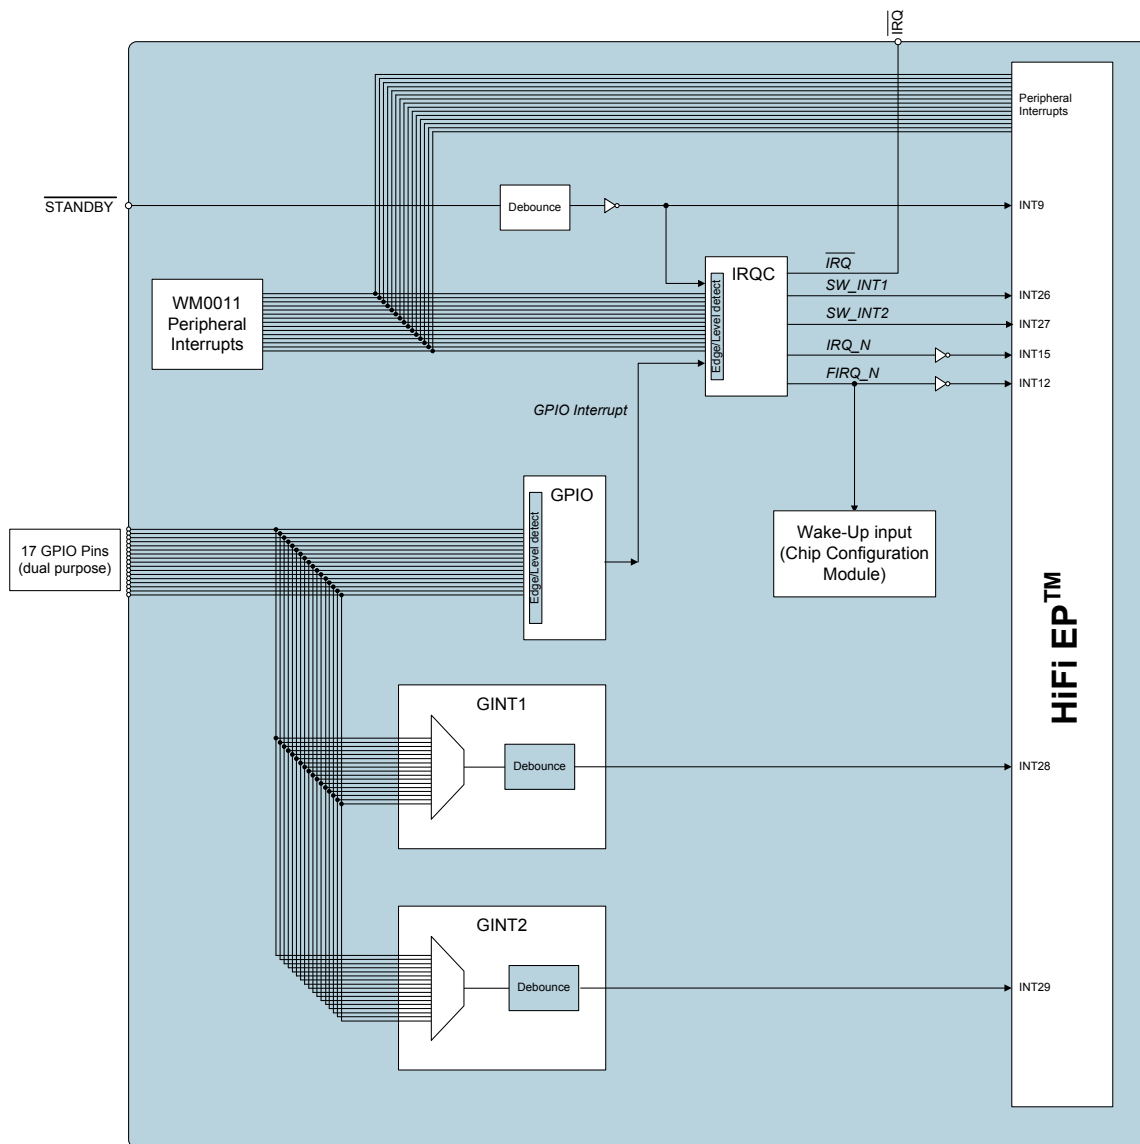 IRQ
Peripheral
Interrupts
STANDBY
Debounce
INT9
WM0011
Peripheral
Interrupts
IRQC
Edge/Level detect
IRQ
SW_INT1
INT26
SW_INT2
INT27
IRQ_N
INT15
FIRQ_N
INT12
GPIO Interrupt
GPIO
Edge/Level detect
17 GPIO Pins
(dual purpose)
Wake-Up input
(Chip Configuration
Module)
HiFi EP™
GINT1
Debounce
INT28
GINT2
Debounce
INT29